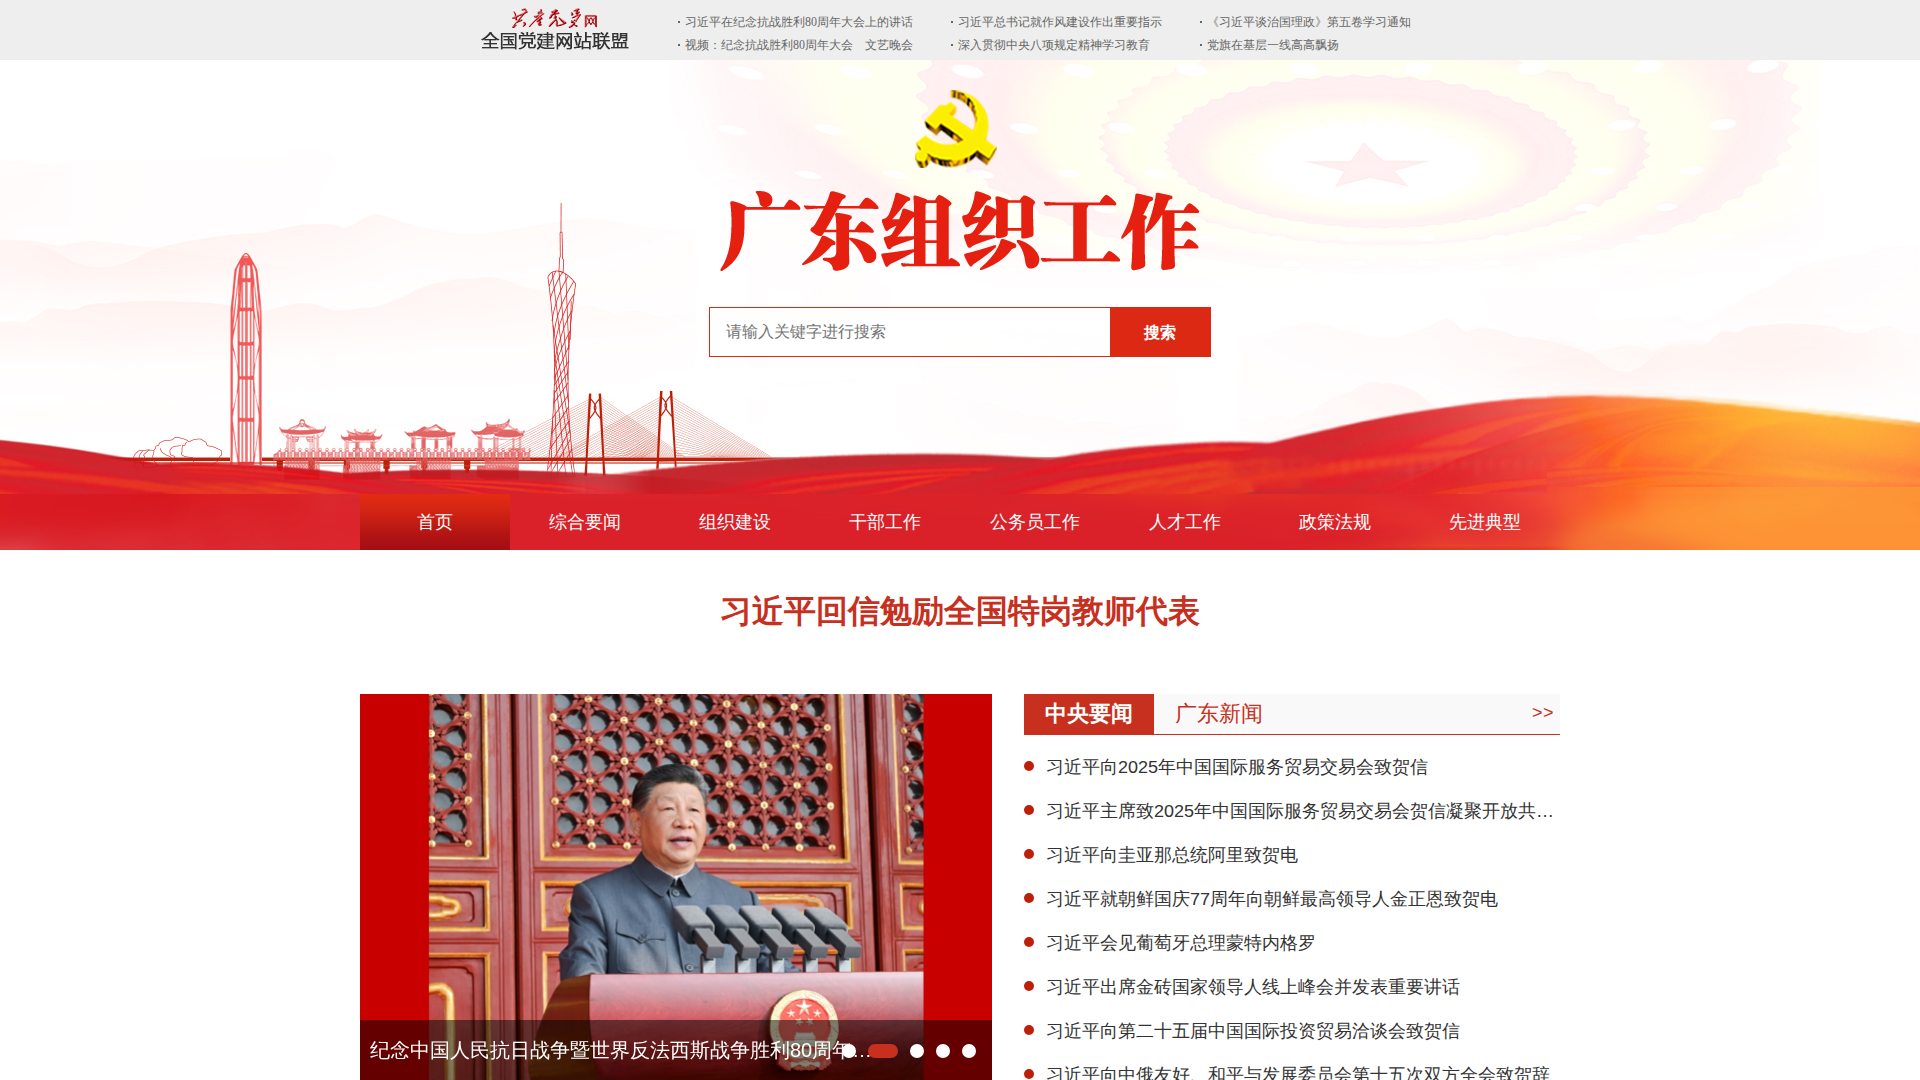 共产党员网
全国党建网站联盟
· 习近平在纪念抗战胜利80周年大会上的讲话
· 习近平总书记就作风建设作出重要指示
· 《习近平谈治国理政》第五卷学习通知
· 视频：纪念抗战胜利80周年大会　文艺晚会
· 深入贯彻中央八项规定精神学习教育
· 党旗在基层一线高高飘扬
广东组织工作
请输入关键字进行搜索
搜索
首页
综合要闻
组织建设
干部工作
公务员工作
人才工作
政策法规
先进典型
习近平回信勉励全国特岗教师代表
纪念中国人民抗日战争暨世界反法西斯战争胜利80周年…
中央要闻
广东新闻
>>
习近平向2025年中国国际服务贸易交易会致贺信
习近平主席致2025年中国国际服务贸易交易会贺信凝聚开放共…
习近平向圭亚那总统阿里致贺电
习近平就朝鲜国庆77周年向朝鲜最高领导人金正恩致贺电
习近平会见葡萄牙总理蒙特内格罗
习近平出席金砖国家领导人线上峰会并发表重要讲话
习近平向第二十五届中国国际投资贸易洽谈会致贺信
习近平向中俄友好、和平与发展委员会第十五次双方全会致贺辞